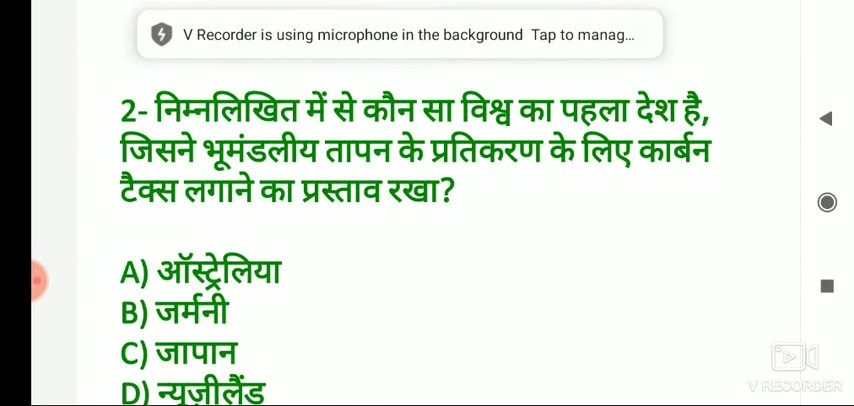 V Recorder is using microphone in the background Tap to manag...
2- निम्नलिखित में से कौन सा विश्व का पहला देश है,
जिसने भूमंडलीय तापन के प्रतिकरण के लिए कार्बन
टैक्स लगाने का प्रस्ताव रखा?
A) ऑस्ट्रेलिया
B) जर्मनी
C) जापान
D) न्यूज़ीलैंड
V RECORDER